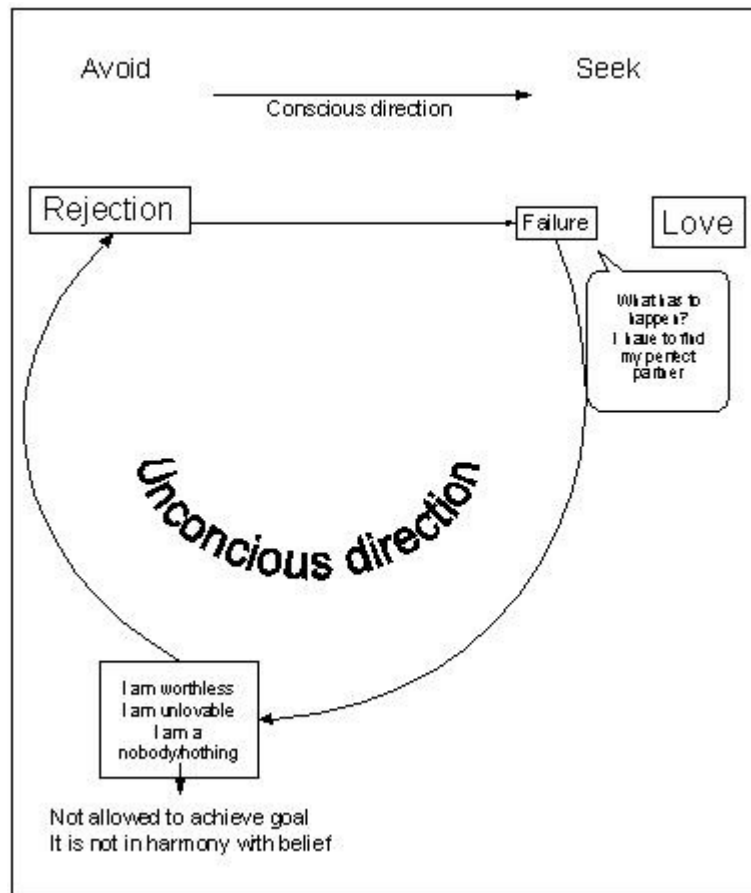 Avoid
Seek
Conscious direction
Rejection
Failure
Love
What has to
happen?
I have to find
my perfect
partner
Unconcious direction
I am worthless
I am unlovable
I am a
nobody/nothing
Not allowed to achieve goal
It is not in harmony with belief